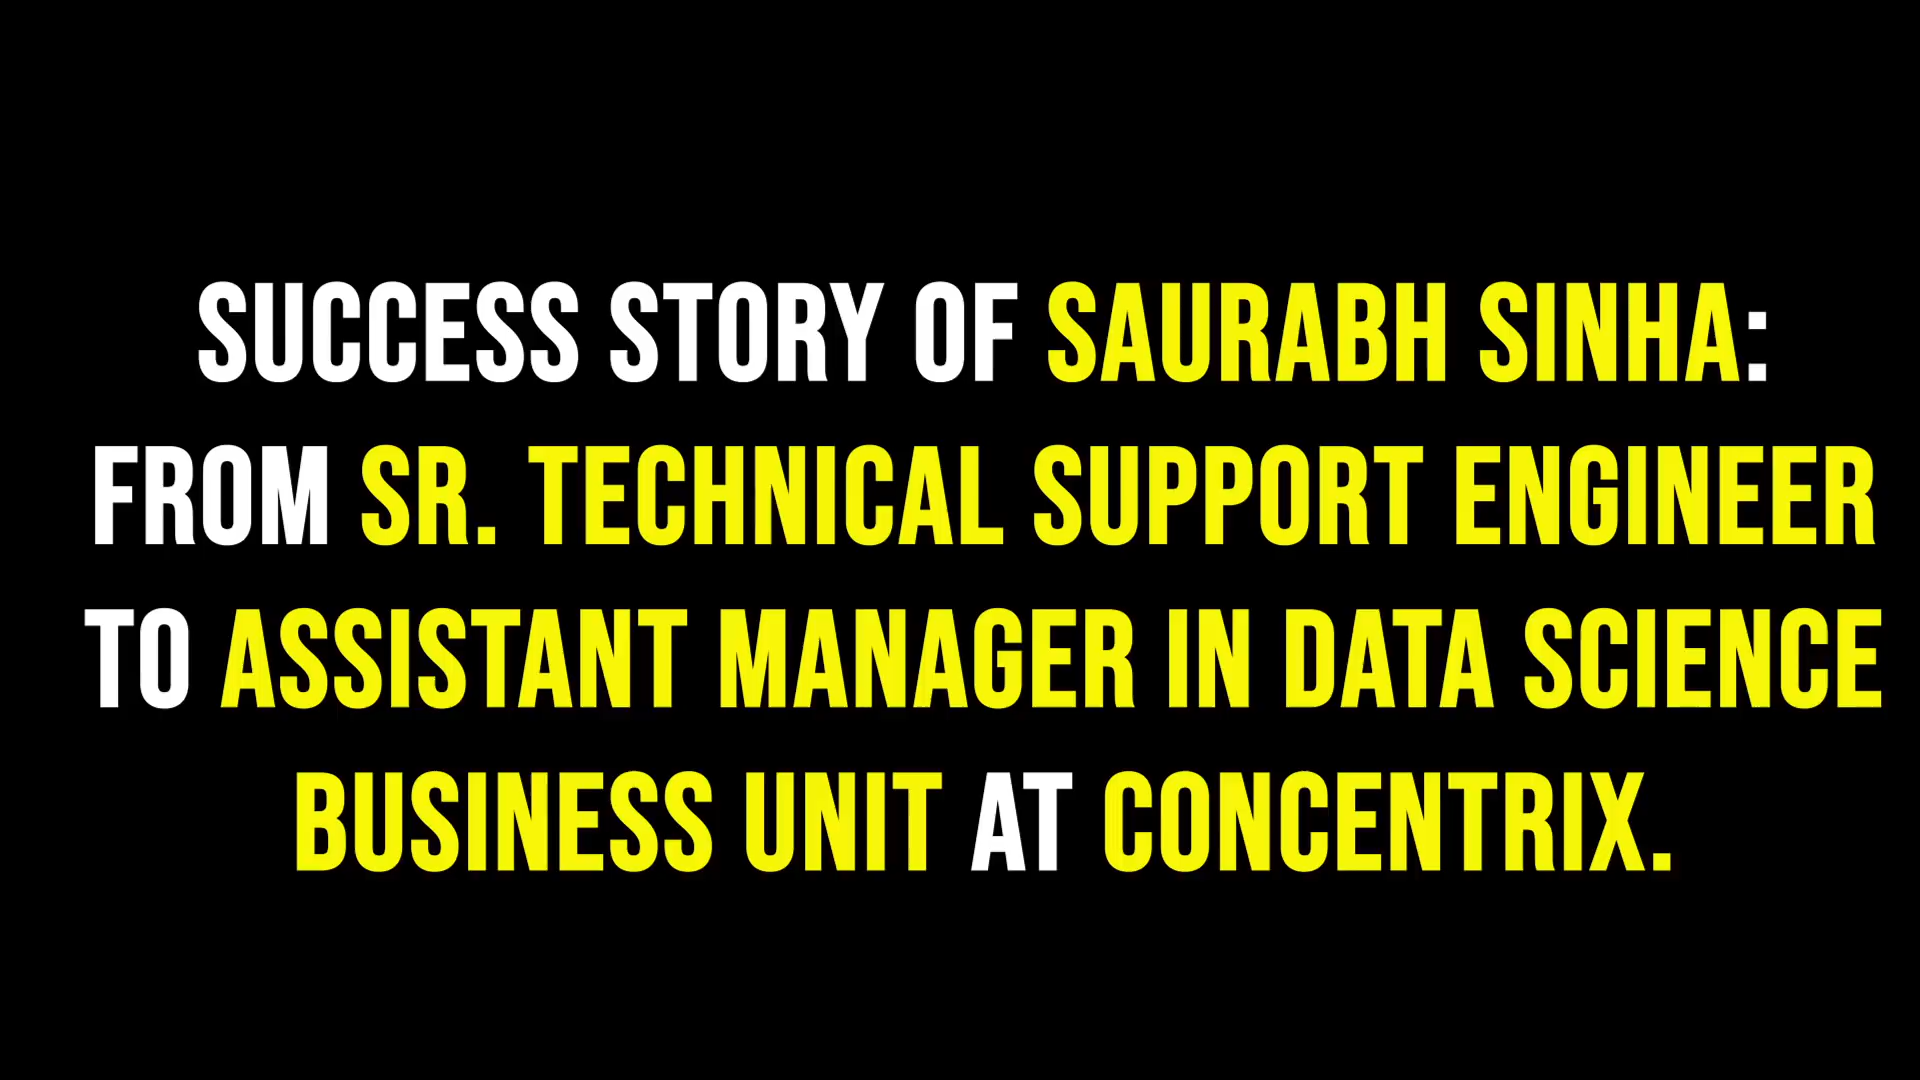 SUCCESS STORY OF SAURABH SINHA:
FROM SR. TECHNICAL SUPPORT ENGINEER
TO ASSISTANT MANAGER IN DATA SCIENCE
BUSINESS UNIT AT CONCENTRIX.